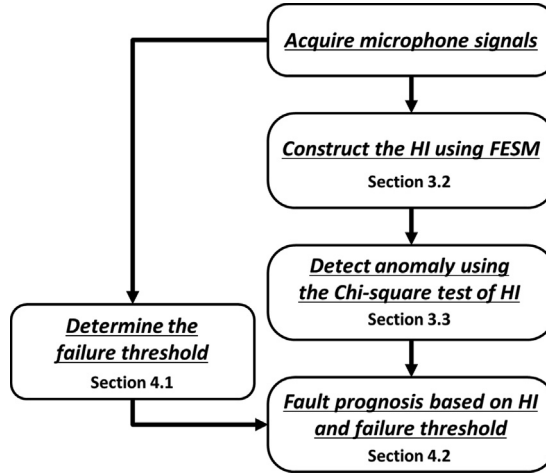 Acquire microphone signals
Construct the HI using FESM
Section 3.2
Detect anomaly using
the Chi-square test of HI
Section 3.3
Determine the
failure threshold
Section 4.1
Fault prognosis based on HI
and failure threshold
Section 4.2